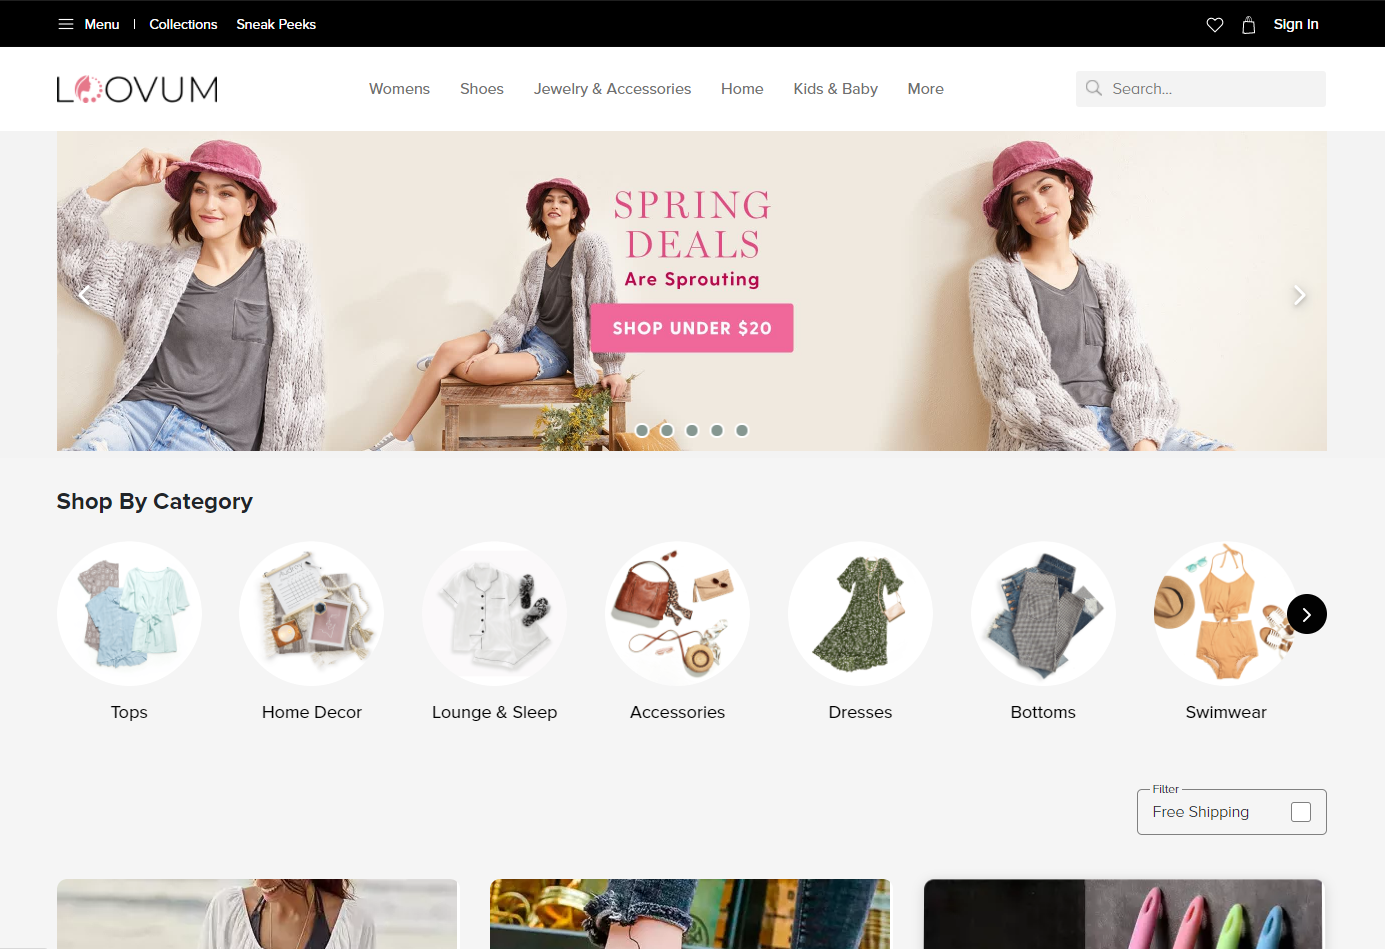 Menu | Collections Sneak Peeks Sign In
LOOVUM
Womens Shoes Jewelry & Accessories Home Kids & Baby More Search...
SPRING
DEALS
Are Sprouting
SHOP UNDER $20
Shop By Category
Tops Home Decor Lounge & Sleep Accessories Dresses Bottoms Swimwear
Filter
Free Shipping